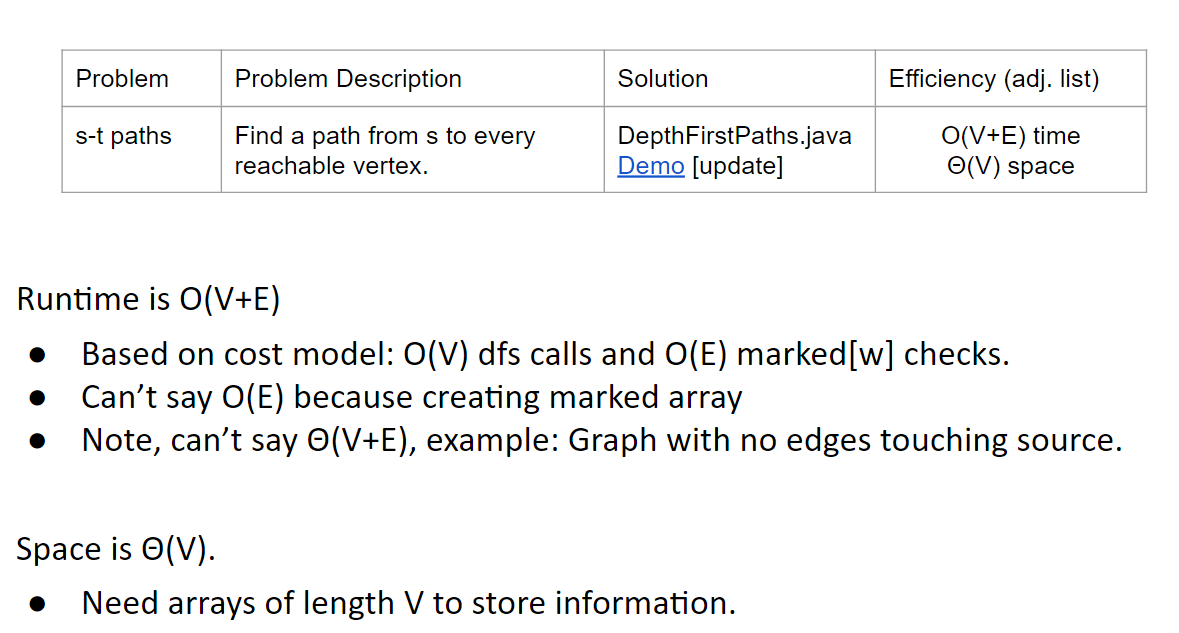 Problem
Problem Description
Solution
Efficiency (adj. list)
s-t paths
Find a path from s to every
reachable vertex.
DepthFirstPaths.java
Demo [update]
O(V+E) time
Θ(V) space
Runtime is O(V+E)
● Based on cost model: O(V) dfs calls and O(E) marked[w] checks.
● Can’t say O(E) because creating marked array
● Note, can’t say Θ(V+E), example: Graph with no edges touching source.
Space is Θ(V).
● Need arrays of length V to store information.